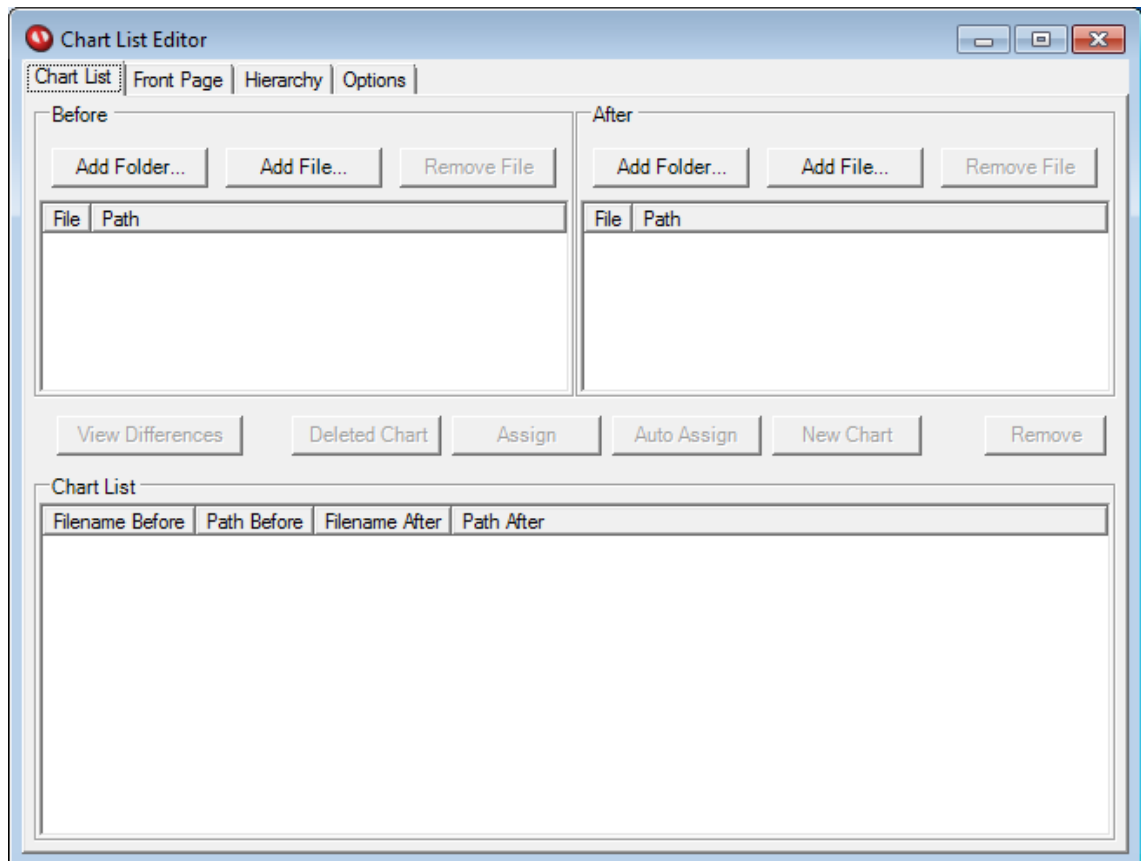 Chart List Editor
Chart List Front Page Hierarchy Options
Before After
Add Folder... Add File... Remove File Add Folder... Add File... Remove File
File Path File Path
View Differences Deleted Chart Assign Auto Assign New Chart Remove
Chart List
Filename Before Path Before Filename After Path After